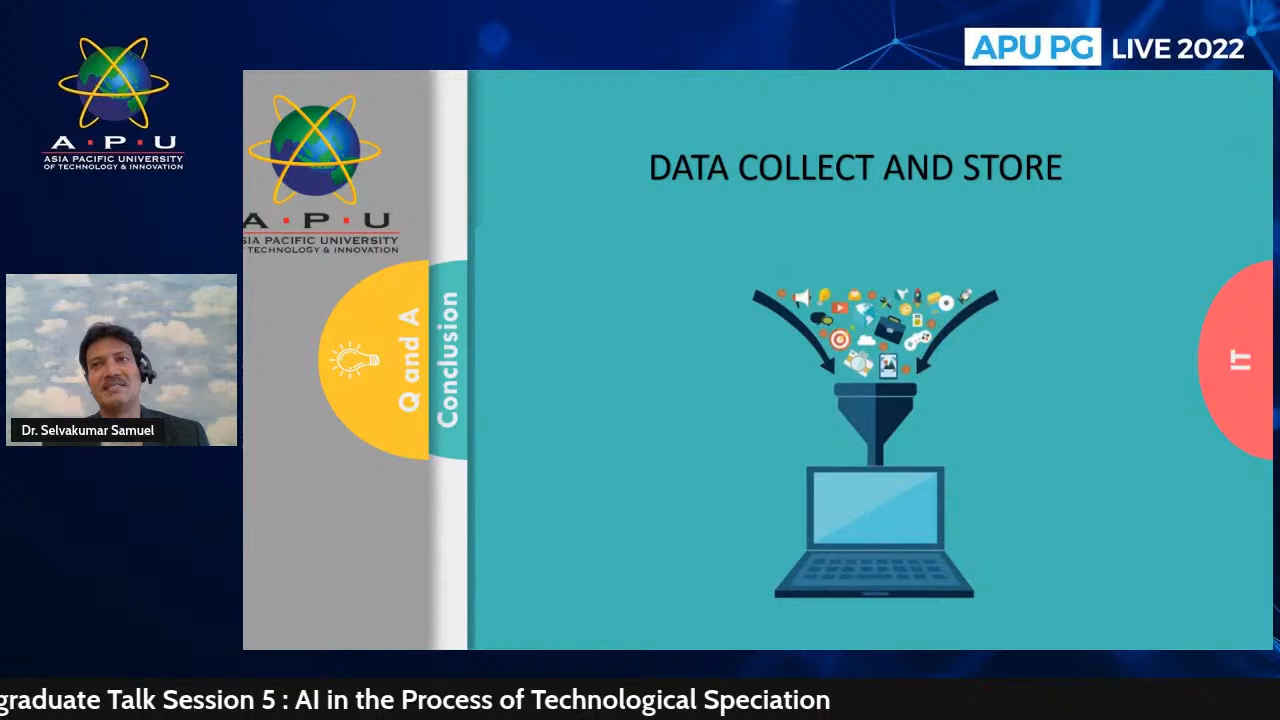 A·P·U
ASIA PACIFIC UNIVERSITY
OF TECHNOLOGY & INNOVATION
APU PG LIVE 2022
A·P·U
SIA PACIFIC UNIVERSITY
TECHNOLOGY & INNOVATION
DATA COLLECT AND STORE
Q and A
Conclusion
IT
Dr. Selvakumar Samuel
graduate Talk Session 5 : AI in the Process of Technological Speciation